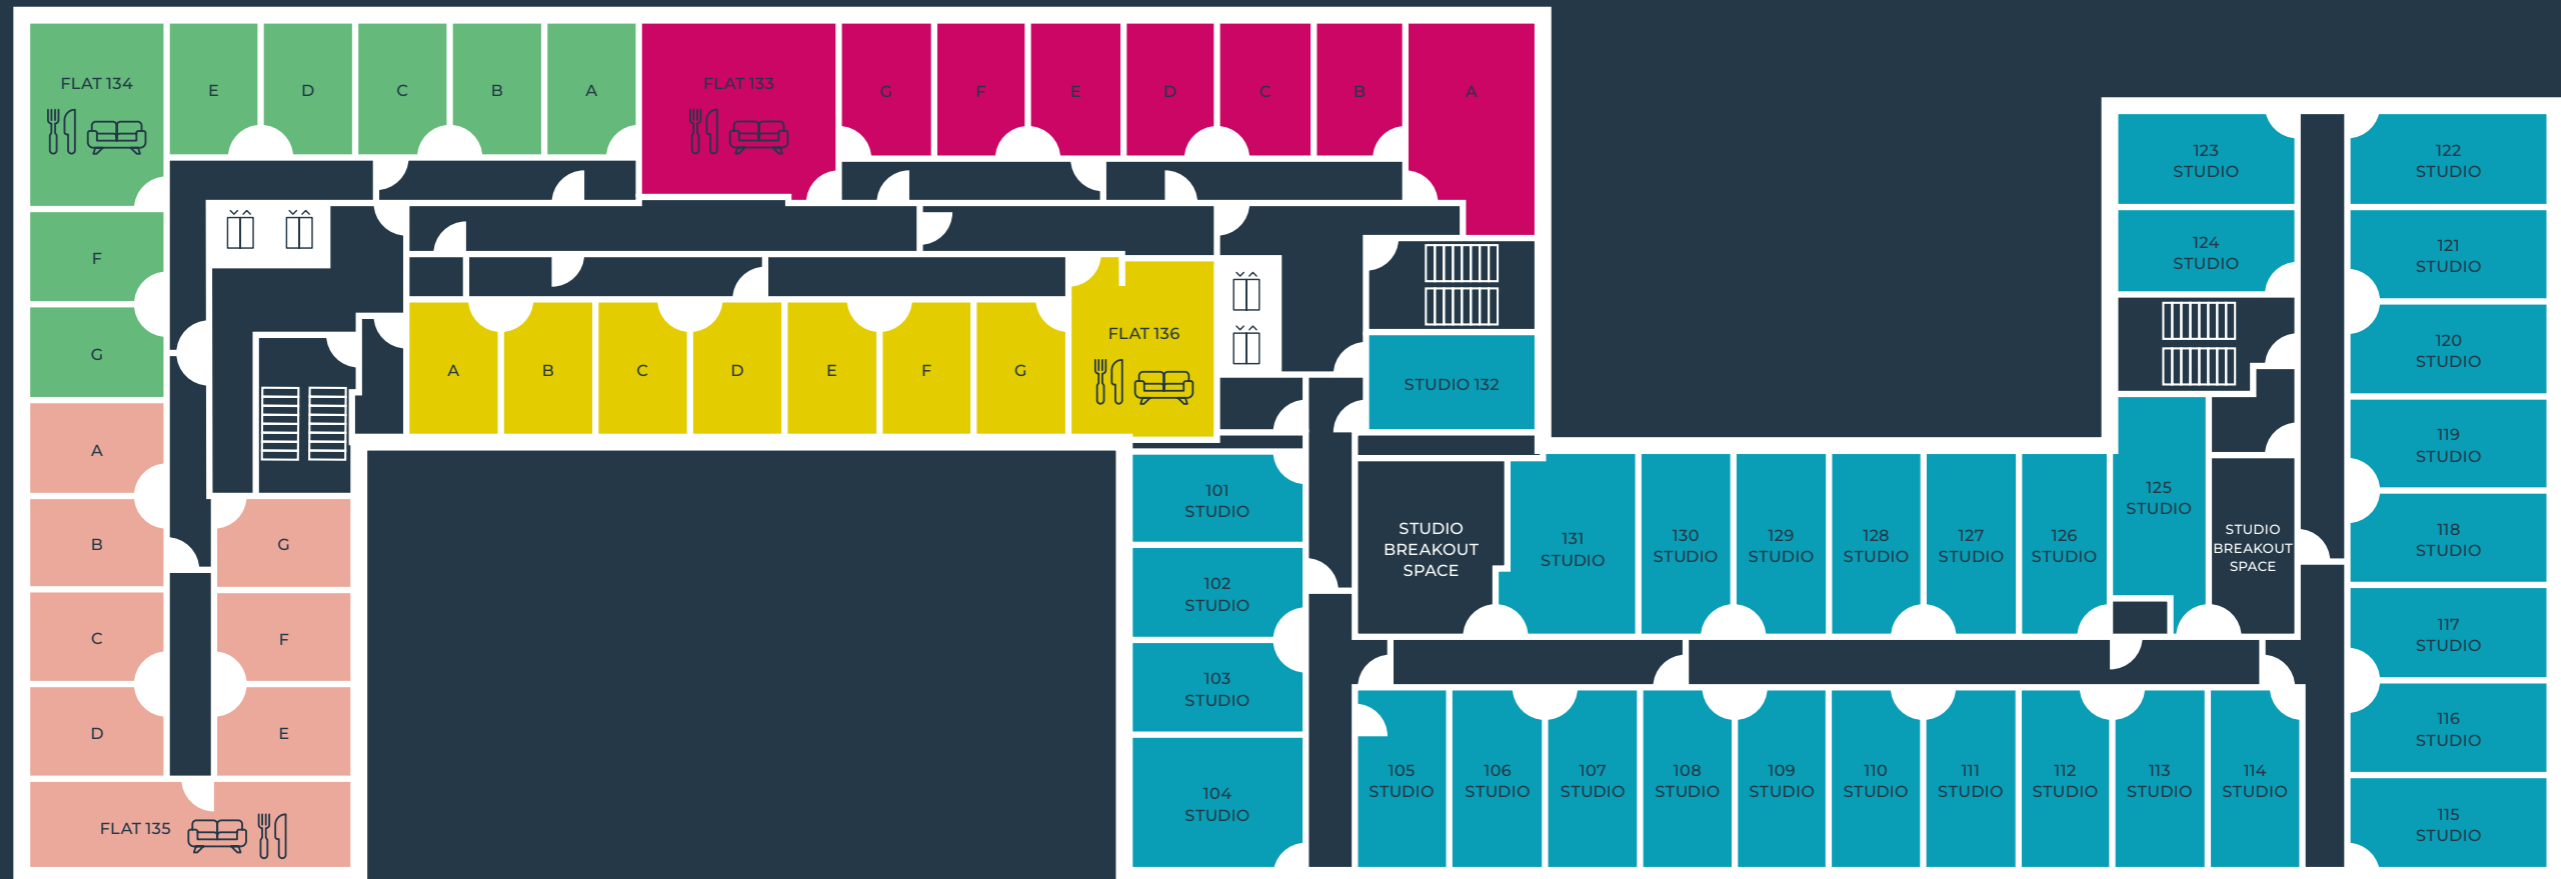 FLAT 134
E
D
C
B
A
FLAT 133
G
F
E
D
C
B
A
F
G
A
B
C
D
G
F
E
FLAT 135
A
B
C
D
E
F
G
FLAT 136
STUDIO 132
101
STUDIO
102
STUDIO
103
STUDIO
104
STUDIO
STUDIO
BREAKOUT
SPACE
131
STUDIO
130
STUDIO
129
STUDIO
128
STUDIO
127
STUDIO
126
STUDIO
125
STUDIO
STUDIO
BREAKOUT
SPACE
105
STUDIO
106
STUDIO
107
STUDIO
108
STUDIO
109
STUDIO
110
STUDIO
111
STUDIO
112
STUDIO
113
STUDIO
114
STUDIO
123
STUDIO
124
STUDIO
122
STUDIO
121
STUDIO
120
STUDIO
119
STUDIO
118
STUDIO
117
STUDIO
116
STUDIO
115
STUDIO